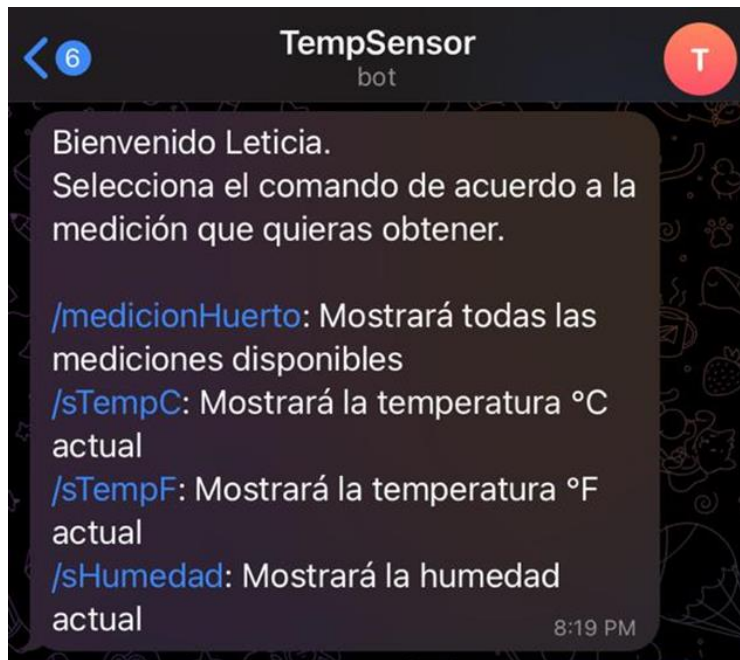 6
TempSensor
bot
T
Bienvenido Leticia.
Selecciona el comando de acuerdo a la
medición que quieras obtener.
/medicionHuerto: Mostrará todas las
mediciones disponibles
/sTempC: Mostrará la temperatura °C
actual
/sTempF: Mostrará la temperatura °F
actual
/sHumedad: Mostrará la humedad
actual
8:19 PM